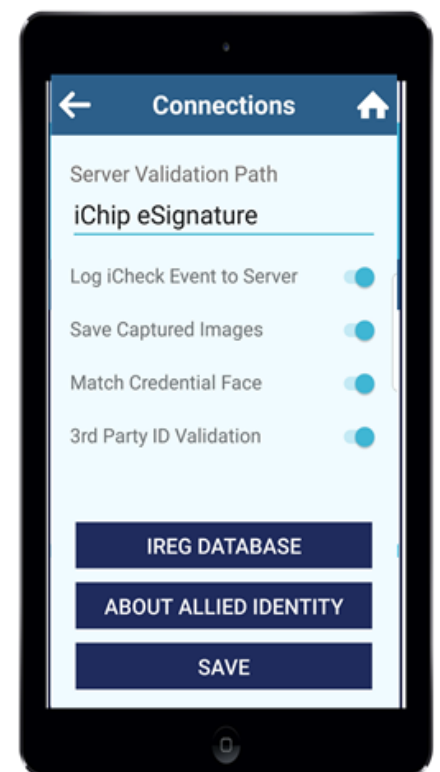 Connections
Server Validation Path
iChip eSignature
Log iCheck Event to Server
Save Captured Images
Match Credential Face
3rd Party ID Validation
IREG DATABASE
ABOUT ALLIED IDENTITY
SAVE